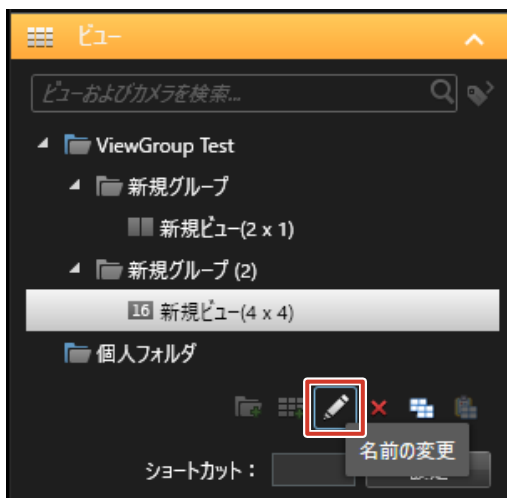 ビュー
ビューおよびカメラを検索...
ViewGroup Test
新規グループ
新規ビュー(2 x 1)
新規グループ (2)
16 新規ビュー(4 x 4)
個人フォルダ
名前の変更
ショートカット：